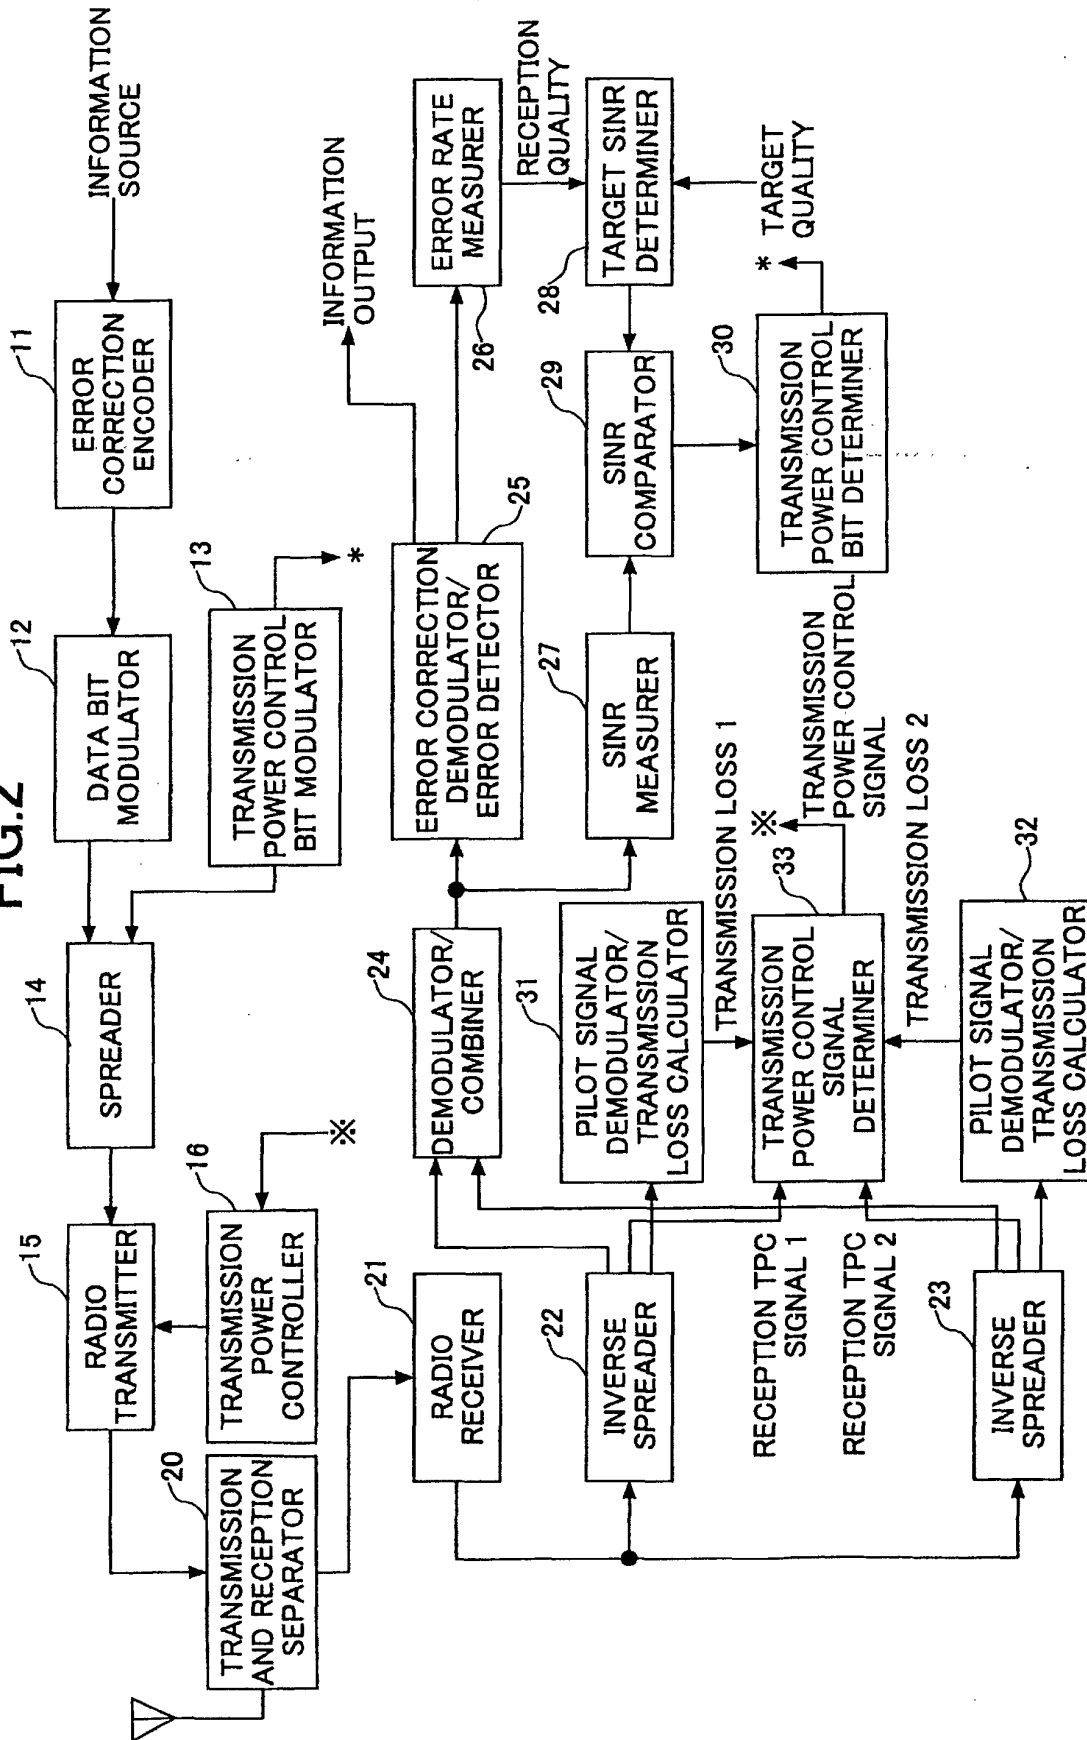 FIG.2
INFORMATION
SOURCE
11
ERROR
CORRECTION
ENCODER
12
DATA BIT
MODULATOR
13
TRANSMISSION
POWER CONTROL
BIT MODULATOR
*
14
SPREADER
15
RADIO
TRANSMITTER
16
TRANSMISSION
POWER
CONTROLLER
※
20
TRANSMISSION
AND RECEPTION
SEPARATOR
21
RADIO
RECEIVER
22
INVERSE
SPREADER
23
INVERSE
SPREADER
RECEPTION TPC
SIGNAL 1
RECEPTION TPC
SIGNAL 2
24
DEMODULATOR/
COMBINER
25
ERROR CORRECTION
DEMODULATOR/
ERROR DETECTOR
INFORMATION
OUTPUT
26
ERROR RATE
MEASURER
RECEPTION
QUALITY
27
SINR
MEASURER
28
TARGET SINR
DETERMINER
TARGET
QUALITY
29
SINR
COMPARATOR
30
TRANSMISSION
POWER CONTROL
BIT DETERMINER
*
31
PILOT SIGNAL
DEMODULATOR/
TRANSMISSION
LOSS CALCULATOR
TRANSMISSION LOSS 1
33
TRANSMISSION
POWER CONTROL
SIGNAL
DETERMINER
※
TRANSMISSION
POWER CONTROL
SIGNAL
TRANSMISSION LOSS 2
32
PILOT SIGNAL
DEMODULATOR/
TRANSMISSION
LOSS CALCULATOR